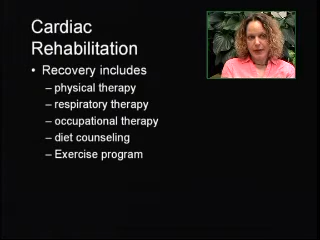 Cardiac
Rehabilitation
• Recovery includes
– physical therapy
– respiratory therapy
– occupational therapy
– diet counseling
– Exercise program